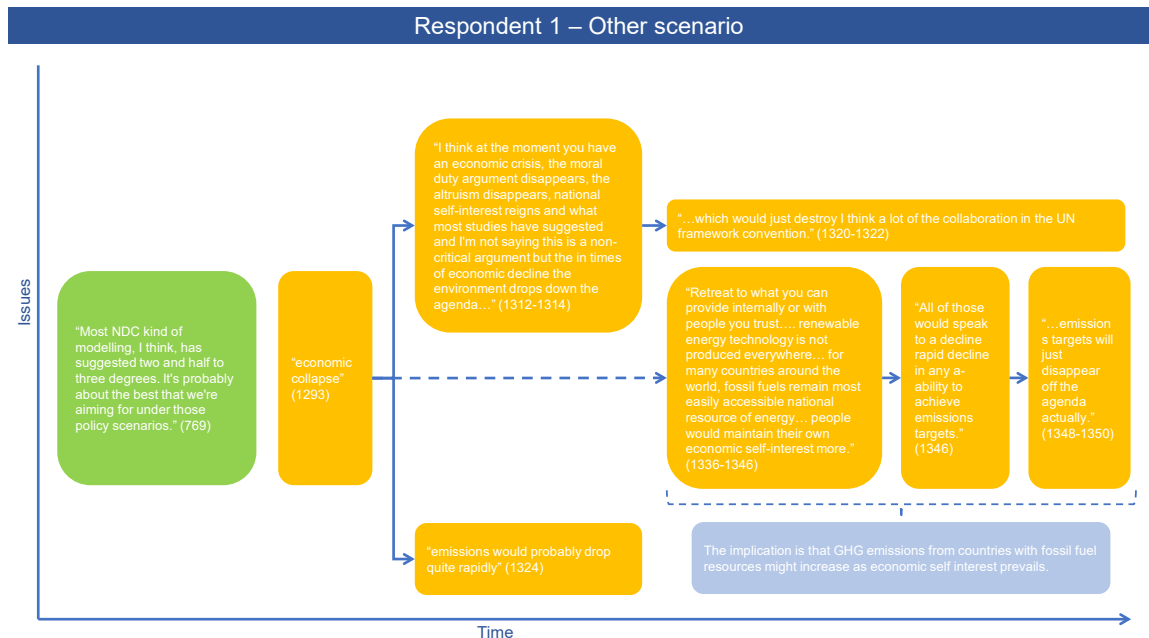 Respondent 1 – Other scenario
Issues
“Most NDC kind of
modelling, I think, has
suggested two and half to
three degrees. It's probably
about the best that we're
aiming for under those
policy scenarios.” (769)
“economic
collapse”
(1293)
“I think at the moment you have
an economic crisis, the moral
duty argument disappears, the
altruism disappears, national
self-interest reigns and what
most studies have suggested
and I'm not saying this is a non-
critical argument but the in times
of economic decline the
environment drops down the
agenda…” (1312-1314)
“…which would just destroy I think a lot of the collaboration in the UN
framework convention.” (1320-1322)
“Retreat to what you can
provide internally or with
people you trust…. renewable
energy technology is not
produced everywhere… for
many countries around the
world, fossil fuels remain most
easily accessible national
resource of energy… people
would maintain their own
economic self-interest more.”
(1336-1346)
“All of those
would speak
to a decline
rapid decline
in any a-
ability to
achieve
emissions
targets.”
(1346)
“…emission
s targets will
just
disappear
off the
agenda
actually.”
(1348-1350)
“emissions would probably drop
quite rapidly” (1324)
The implication is that GHG emissions from countries with fossil fuel
resources might increase as economic self interest prevails.
Time